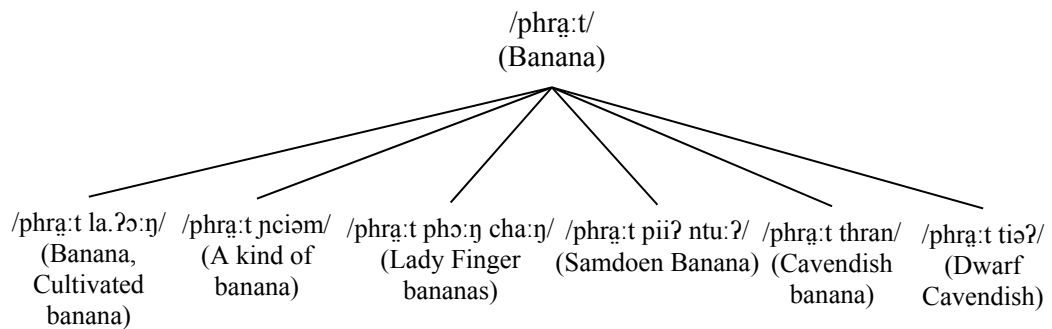 /phra̤ːt/
(Banana)
/phra̤ːt la.ʔɔːŋ/
(Banana,
Cultivated
banana)
/phra̤ːt ɲciəm/
(A kind of
banana)
/phra̤ːt phɔːŋ chaːŋ/
(Lady Finger
bananas)
/phra̤ːt piiʔ ntuːʔ/
(Samdoen Banana)
/phra̤ːt thran/
(Cavendish
banana)
/phra̤ːt tiəʔ/
(Dwarf
Cavendish)